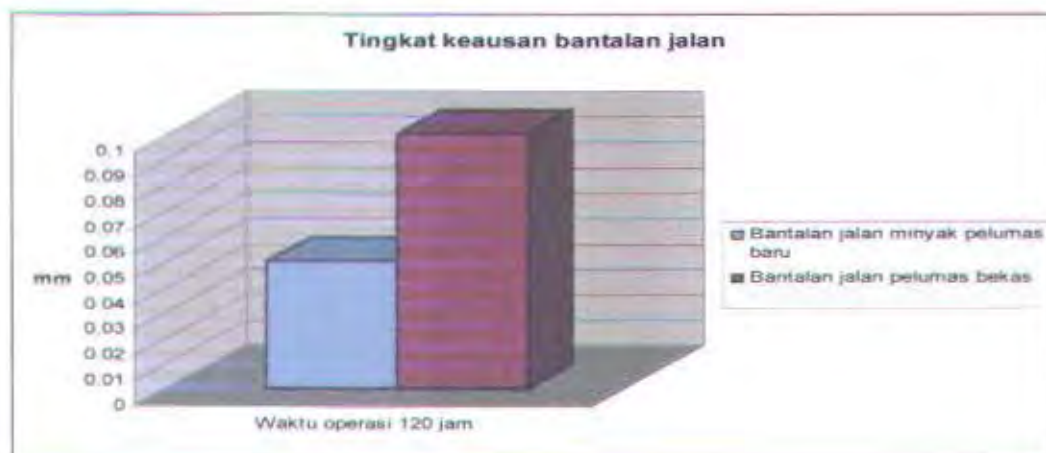 Tingkat keausan bantalan jalan
0.1
0.09
0.08
0.07
0.06
mm 0.05
0.04
0.03
0.02
0.01
0
Waktu operasi 120 jam
Bantalan jalan minyak pelumas
baru
Bantalan jalan pelumas bekas